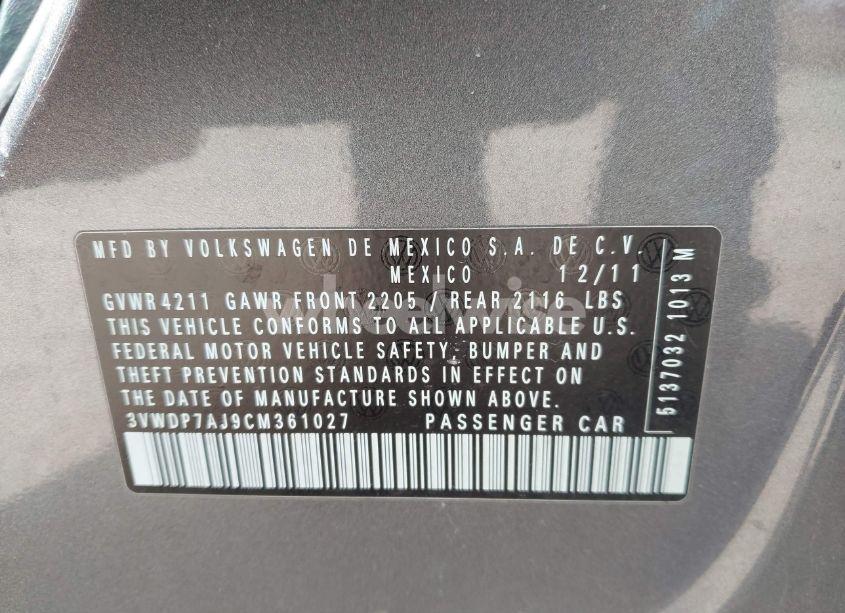 MFD BY VOLKSWAGEN DE MEXICO S.A. DE C.V.
MEXICO 12/11
GVWR 4211 GAWR FRONT 2205 REAR 2116 LBS
THIS VEHICLE CONFORMS TO ALL APPLICABLE U.S.
FEDERAL MOTOR VEHICLE SAFETY, BUMPER AND
THEFT PREVENTION STANDARDS IN EFFECT ON
THE DATE OF MANUFACTURE SHOWN ABOVE.
3VWDP7AJ9CM361027 PASSENGER CAR
5137032 1013 M
wheelwise